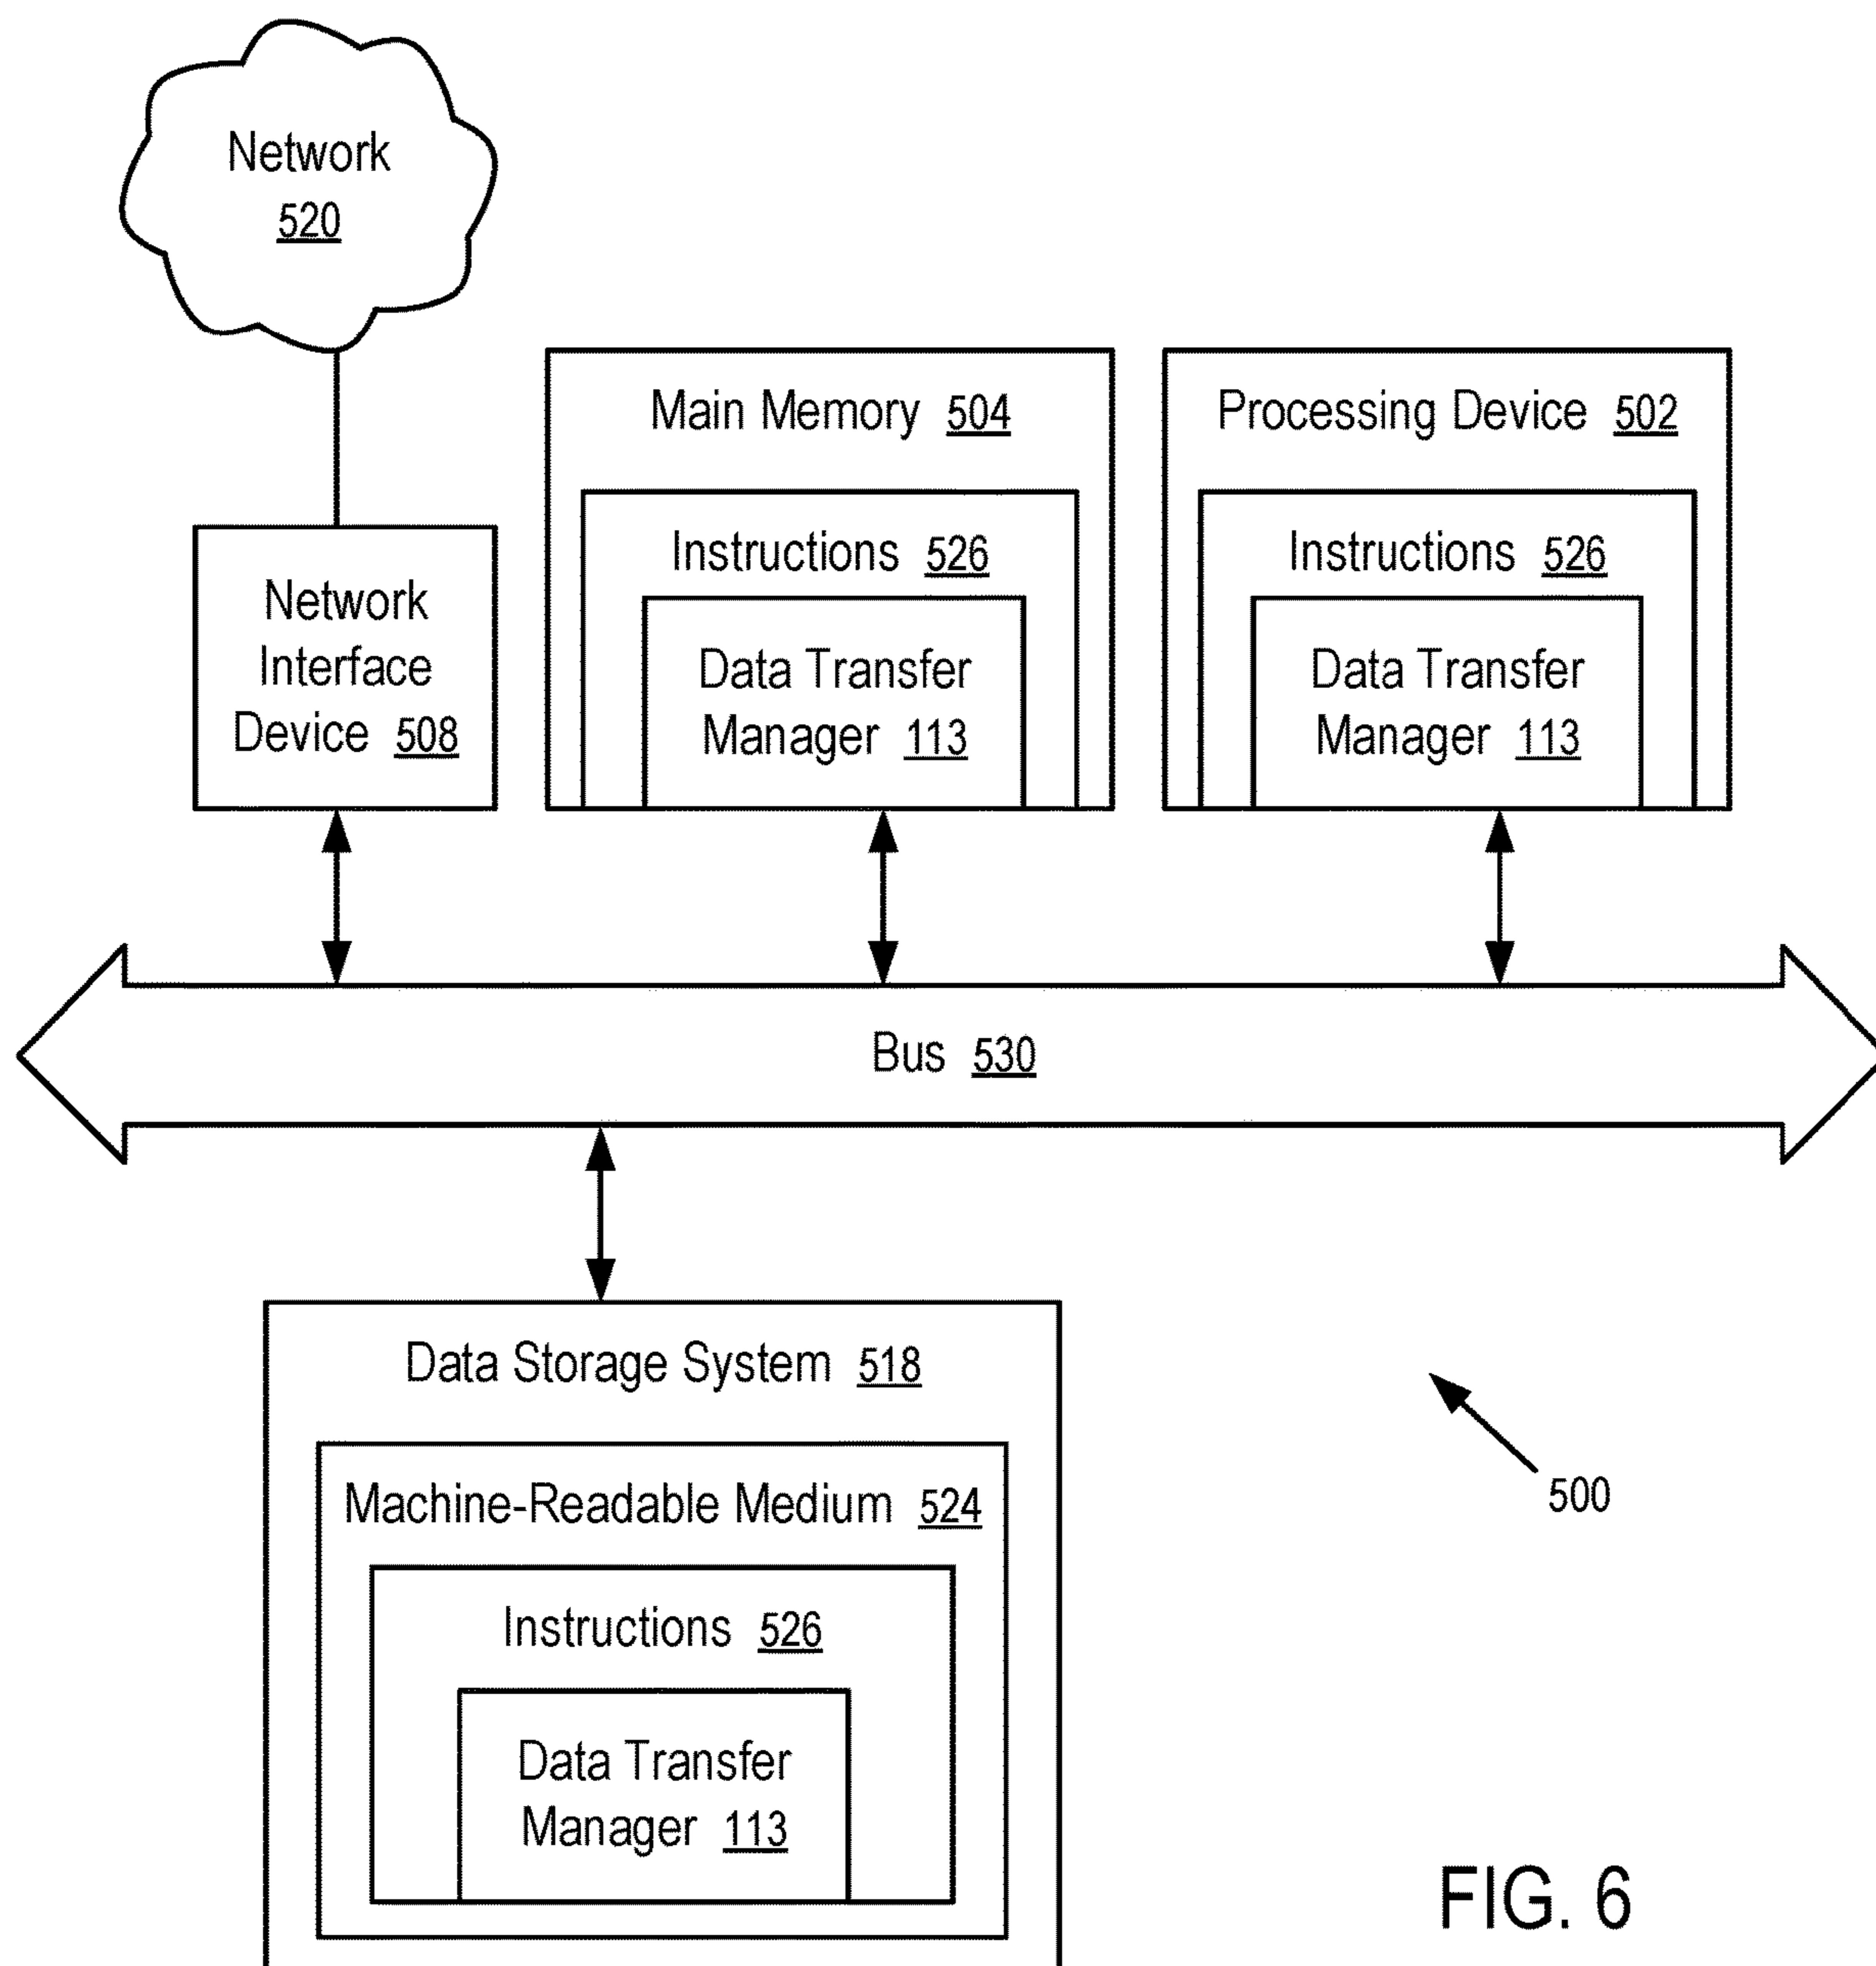 Network
520
Main Memory 504
Processing Device 502
Instructions 526
Instructions 526
Network
Interface
Device 508
Data Transfer
Manager 113
Data Transfer
Manager 113
Bus 530
Data Storage System 518
Machine-Readable Medium 524
Instructions 526
Data Transfer
Manager 113
500
FIG. 6